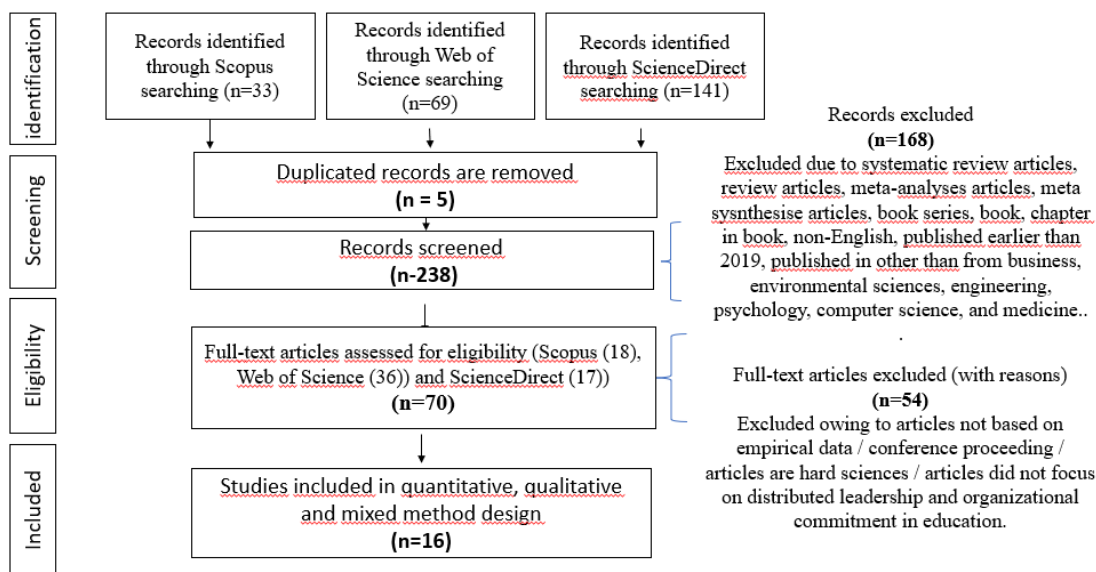 identification
Records identified
through Scopus
searching (n=33)
Records identified
through Web of
Science searching
(n=69)
Records identified
through ScienceDirect
searching (n=141)
Screening
Duplicated records are removed
(n = 5)
Records screened
(n-238)
Records excluded
(n=168)
Excluded due to systematic review articles,
review articles, meta-analyses articles, meta
sysnthesise articles, book series, book, chapter
in book, non-English, published earlier than
2019, published in other than from business,
environmental sciences, engineering,
psychology, computer science, and medicine..
.
Eligibility
Full-text articles assessed for eligibility (Scopus (18),
Web of Science (36)) and ScienceDirect (17))
(n=70)
Full-text articles excluded (with reasons)
(n=54)
Excluded owing to articles not based on
empirical data / conference proceeding /
articles are hard sciences / articles did not focus
on distributed leadership and organizational
commitment in education.
Included
Studies included in quantitative, qualitative
and mixed method design
(n=16)